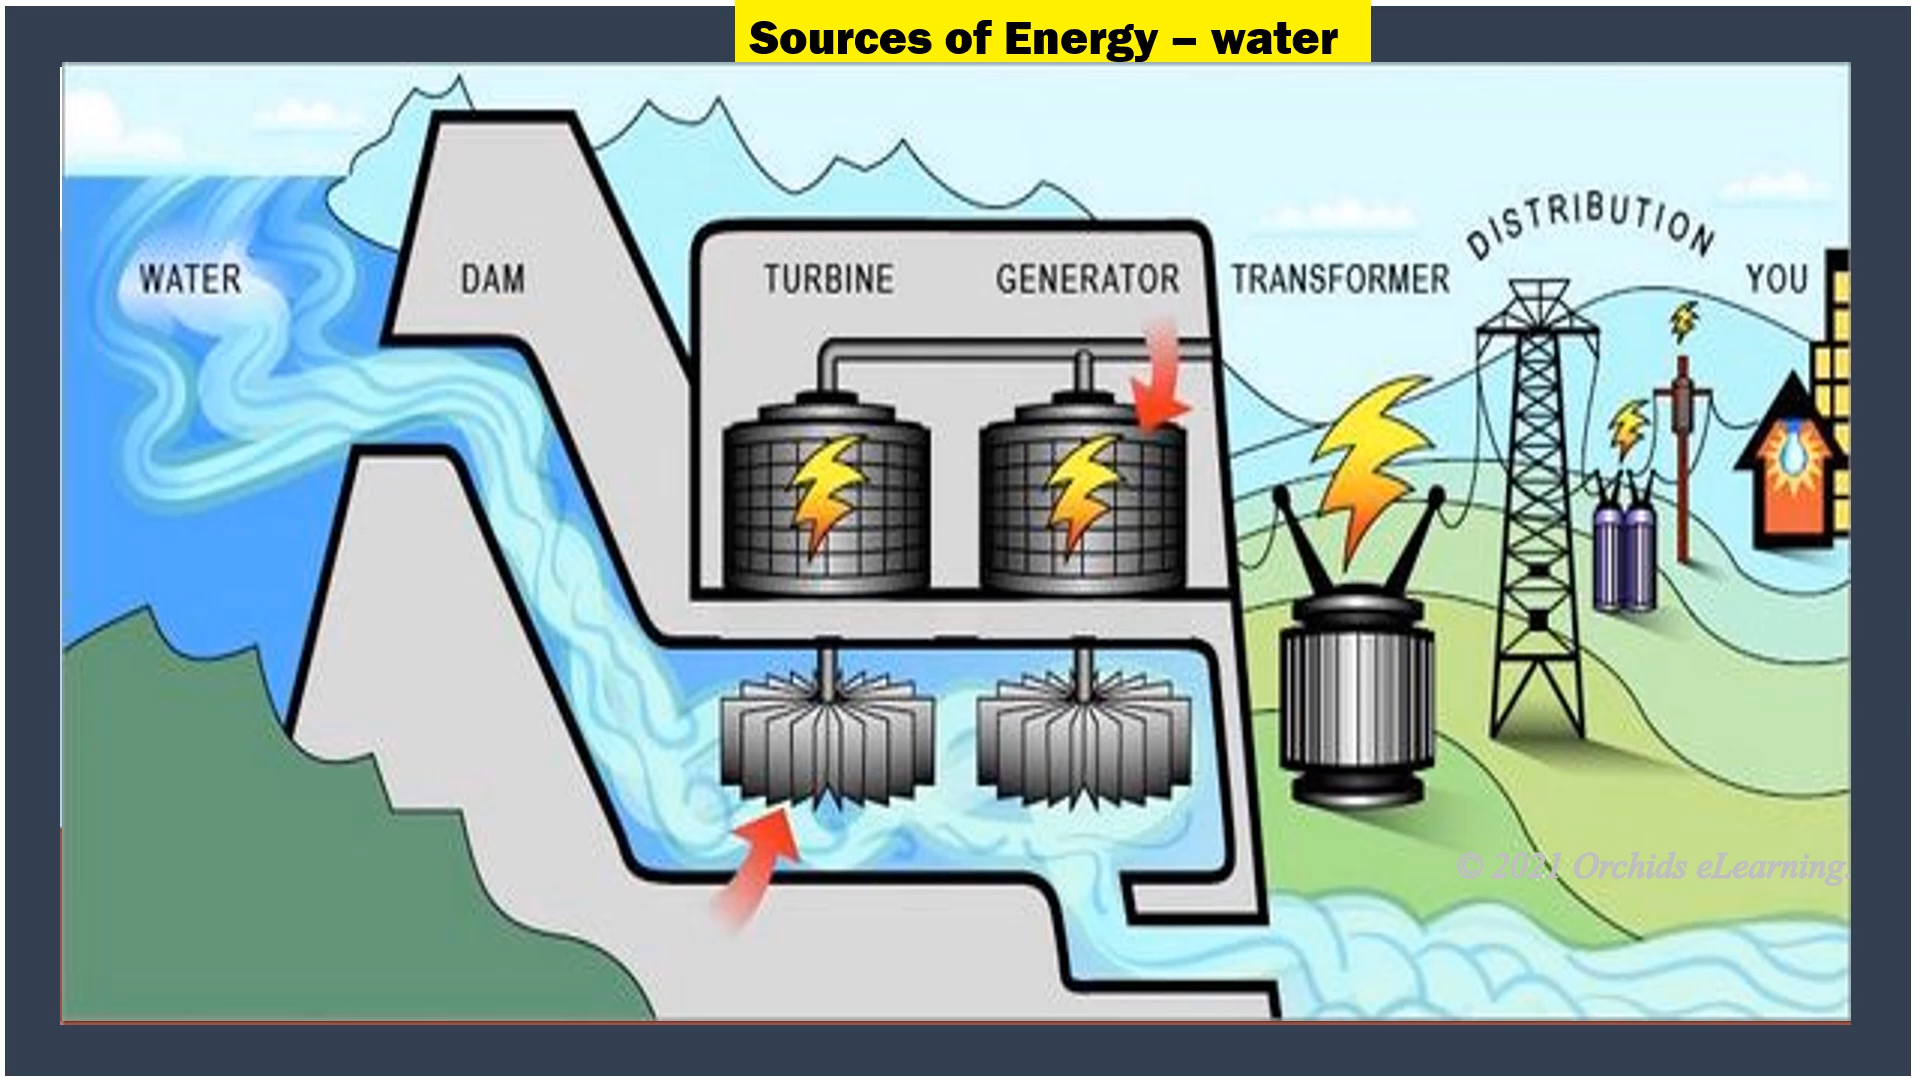 Sources of Energy – water
WATER
DAM
TURBINE
GENERATOR
TRANSFORMER
DISTRIBUTION
YOU
© 2021 Orchids eLearning.